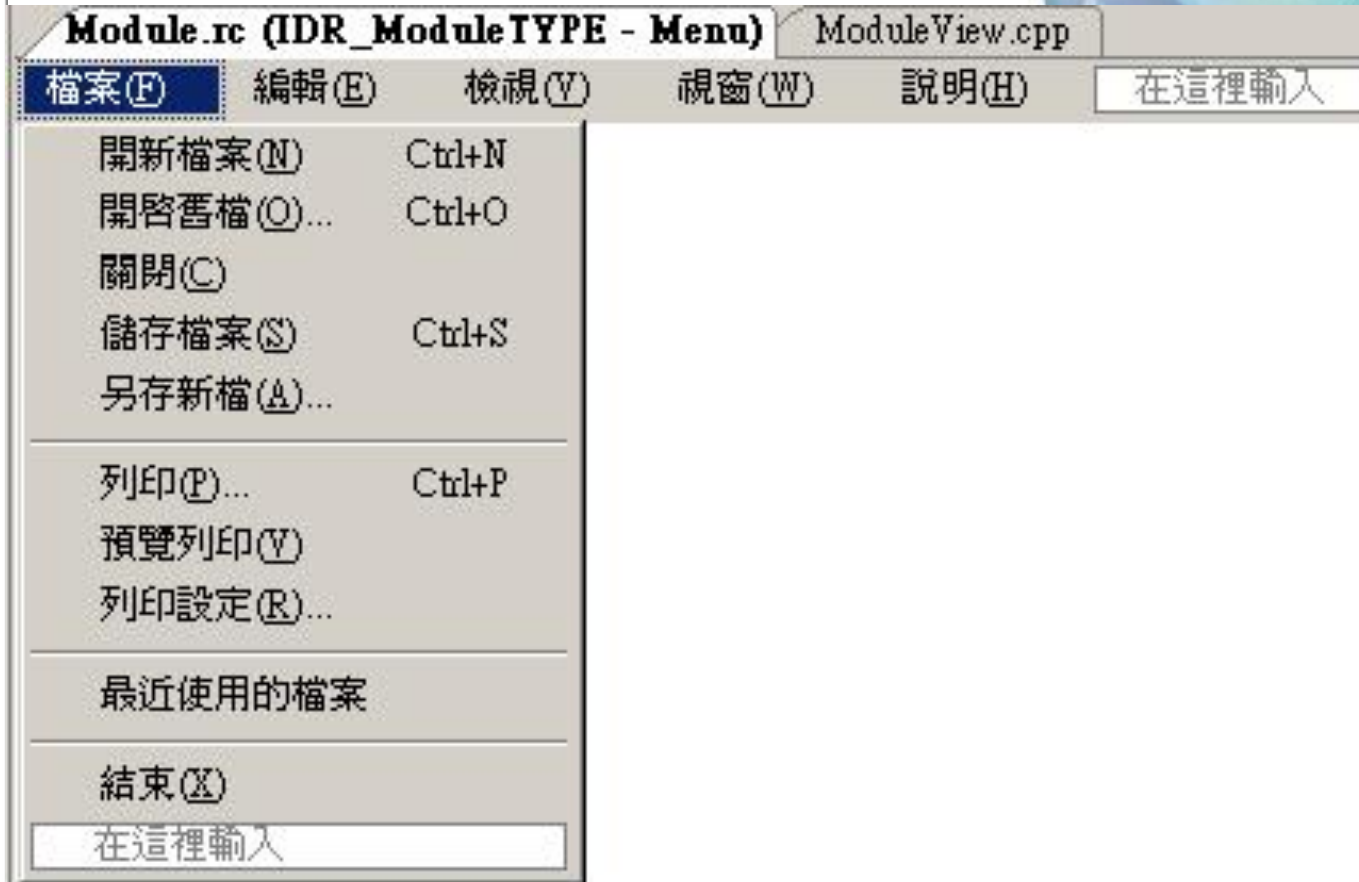 Module.rc (IDR_ModuleTYPE - Menu) ModuleView.cpp
檔案(F) 編輯(E) 檢視(V) 視窗(W) 說明(H) 在這裡輸入
開新檔案(N) Ctrl+N
開啓舊檔(O)... Ctrl+O
關閉(C)
儲存檔案(S) Ctrl+S
另存新檔(A)...
列印(P)... Ctrl+P
預覽列印(V)
列印設定(R)...
最近使用的檔案
結束(X)
在這裡輸入